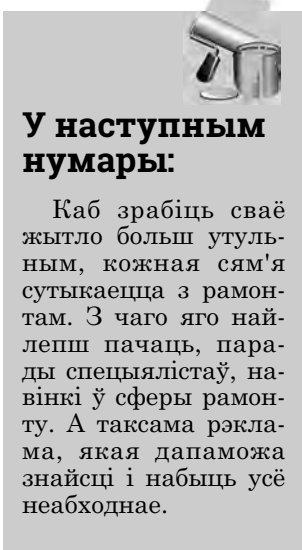 У наступным
нумары:
Каб зрабіць сваё
жытло больш утуль-
ным, кожная сям'я
сутыкаецца з рамон-
там. З чаго яго най-
лепш пачаць, пара-
ды спецыялістаў, на-
вінкі ў сферы рамон-
ту. А таксама рэкла-
ма, якая дапаможа
знайсці і набыць усё
неабходнае.